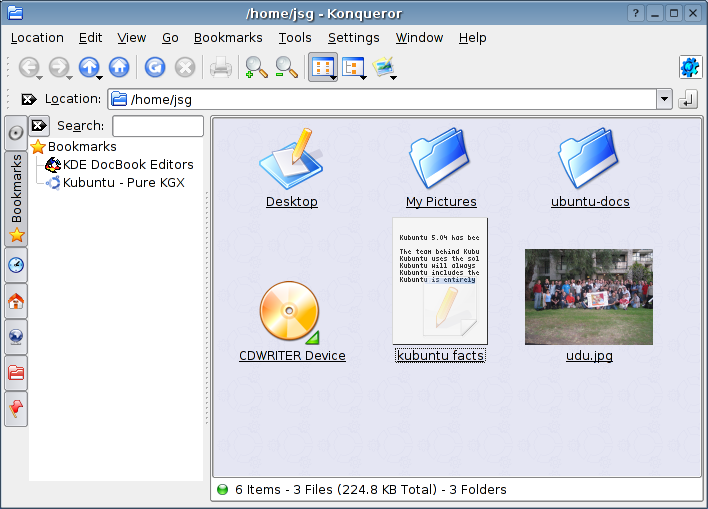 /home/jsg - Konqueror
Location Edit View Go Bookmarks Tools Settings Window Help
Location: /home/jsg
Search:
Bookmarks
Bookmarks
KDE DocBook Editors
Kubuntu - Pure KGX
Desktop
My Pictures
ubuntu-docs
Kubuntu 5.04 has bee
The team behind Kubu
Kubuntu uses the sol
Kubuntu will always
Kubuntu includes the
Kubuntu is entirely
CDWRITER Device
kubuntu facts
udu.jpg
6 Items - 3 Files (224.8 KB Total) - 3 Folders